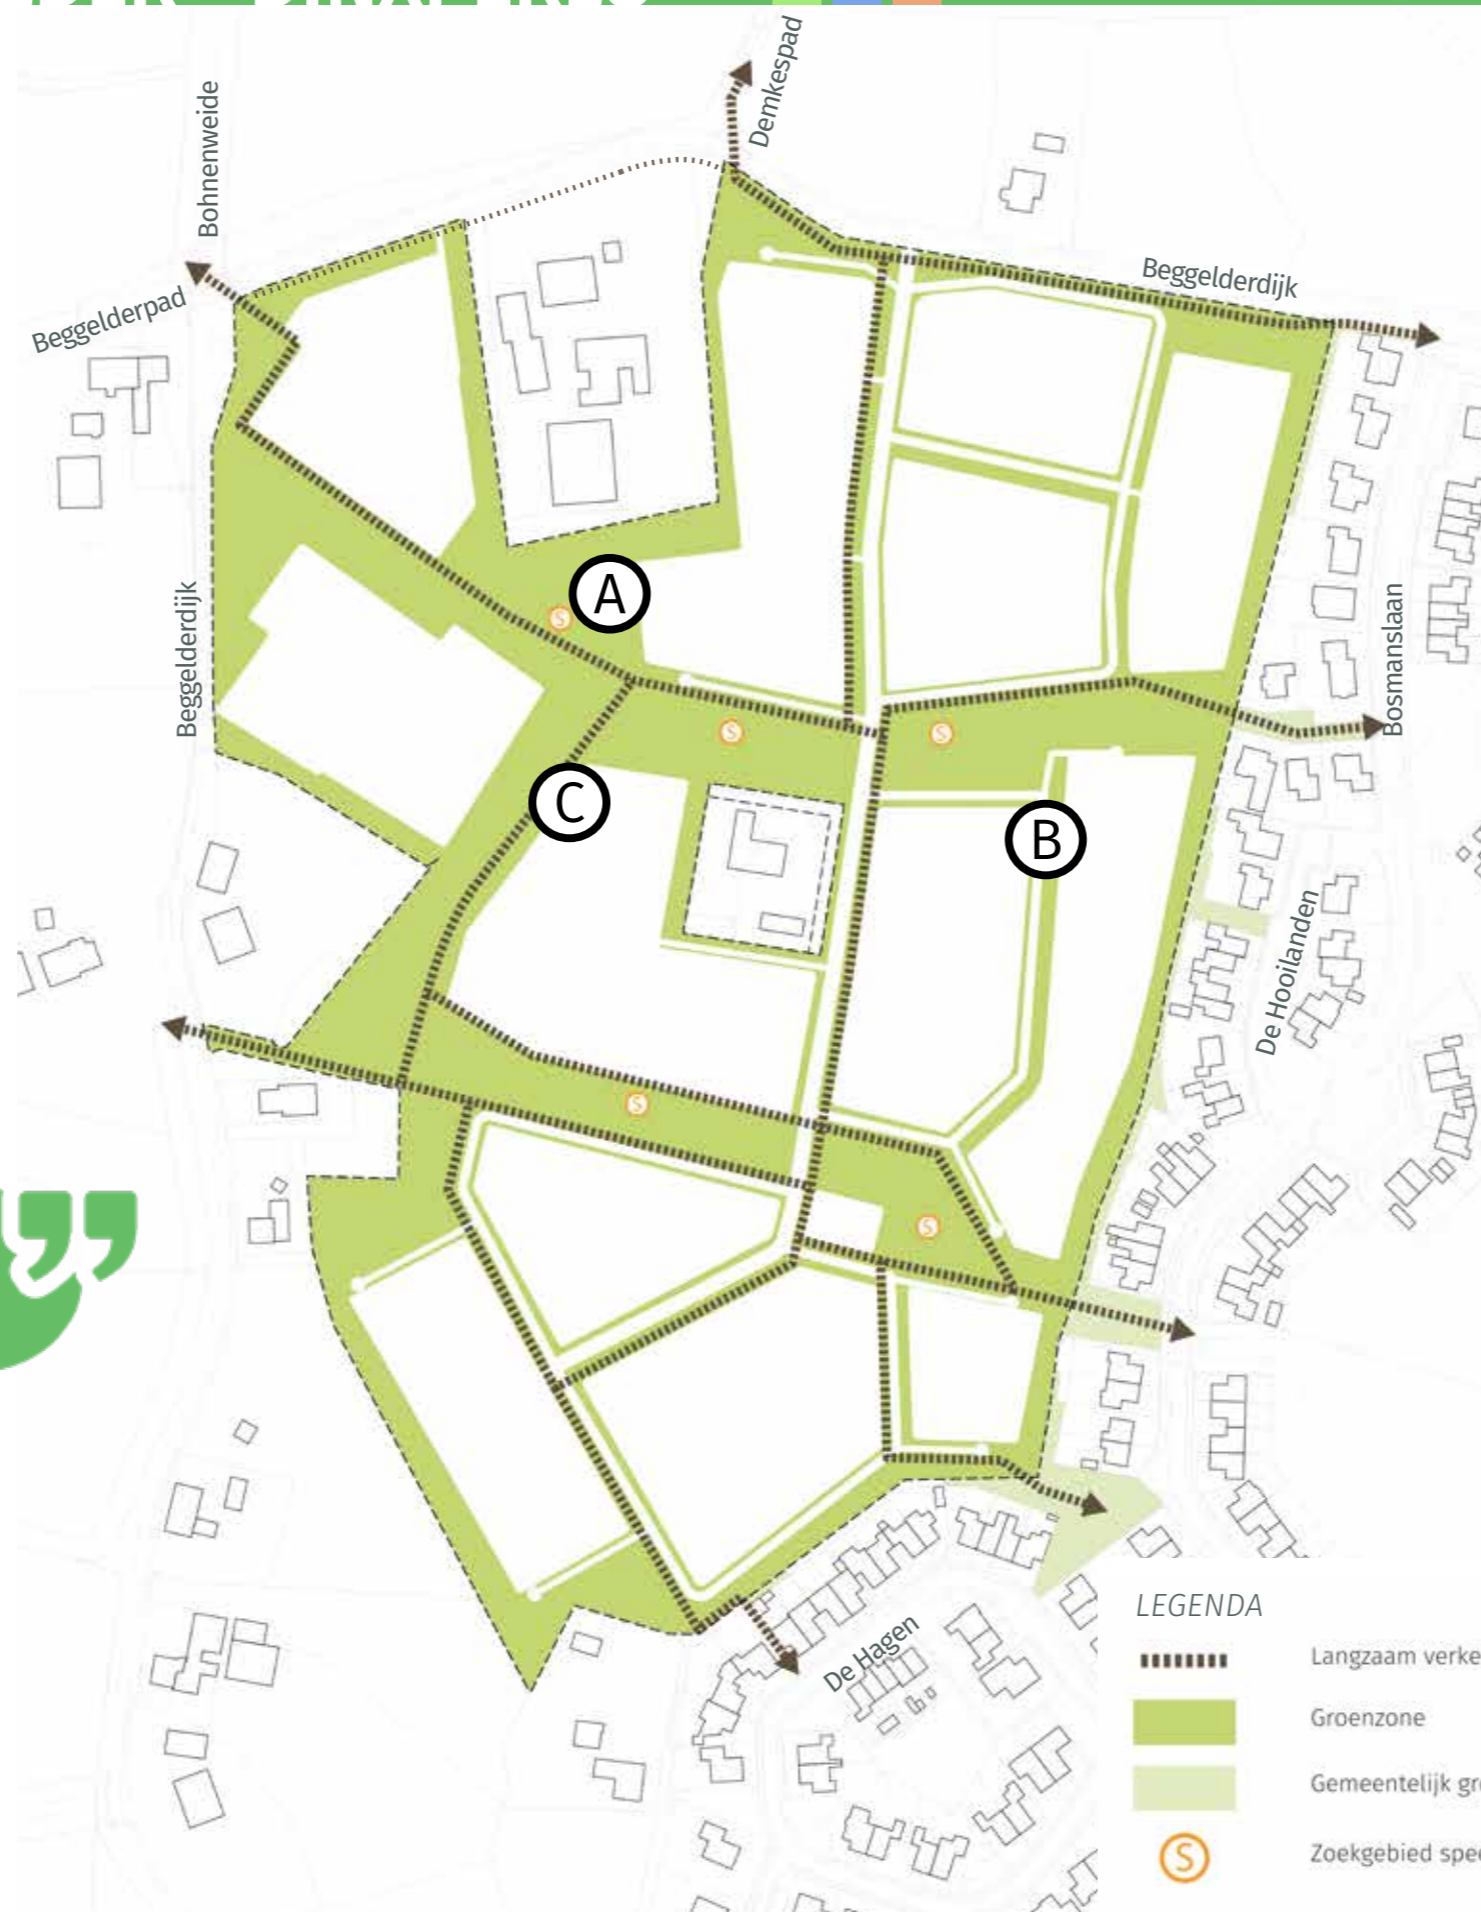 Demkespad
Bohnenweide
Beggelderdijk
Beggelderpad
A
S
Beggelderdijk
Bosmanslaan
S
S
C
B
De Hooilanden
S
S
”
De Hagen
LEGENDA
Langzaam verke
Groenzone
Gemeentelijk gr
S
Zoekgebied spe